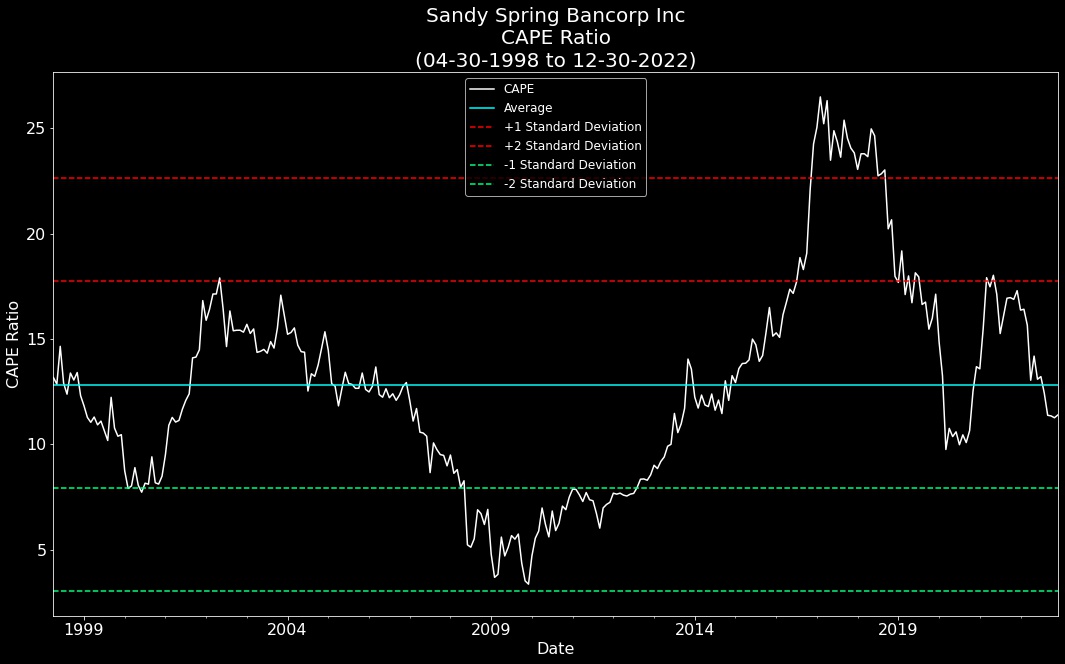 Sandy Spring Bancorp Inc
CAPE Ratio
(04-30-1998 to 12-30-2022)
CAPE
Average
+1 Standard Deviation
+2 Standard Deviation
-1 Standard Deviation
-2 Standard Deviation
CAPE Ratio
25
20
15
10
5
1999
2004
2009
2014
2019
Date